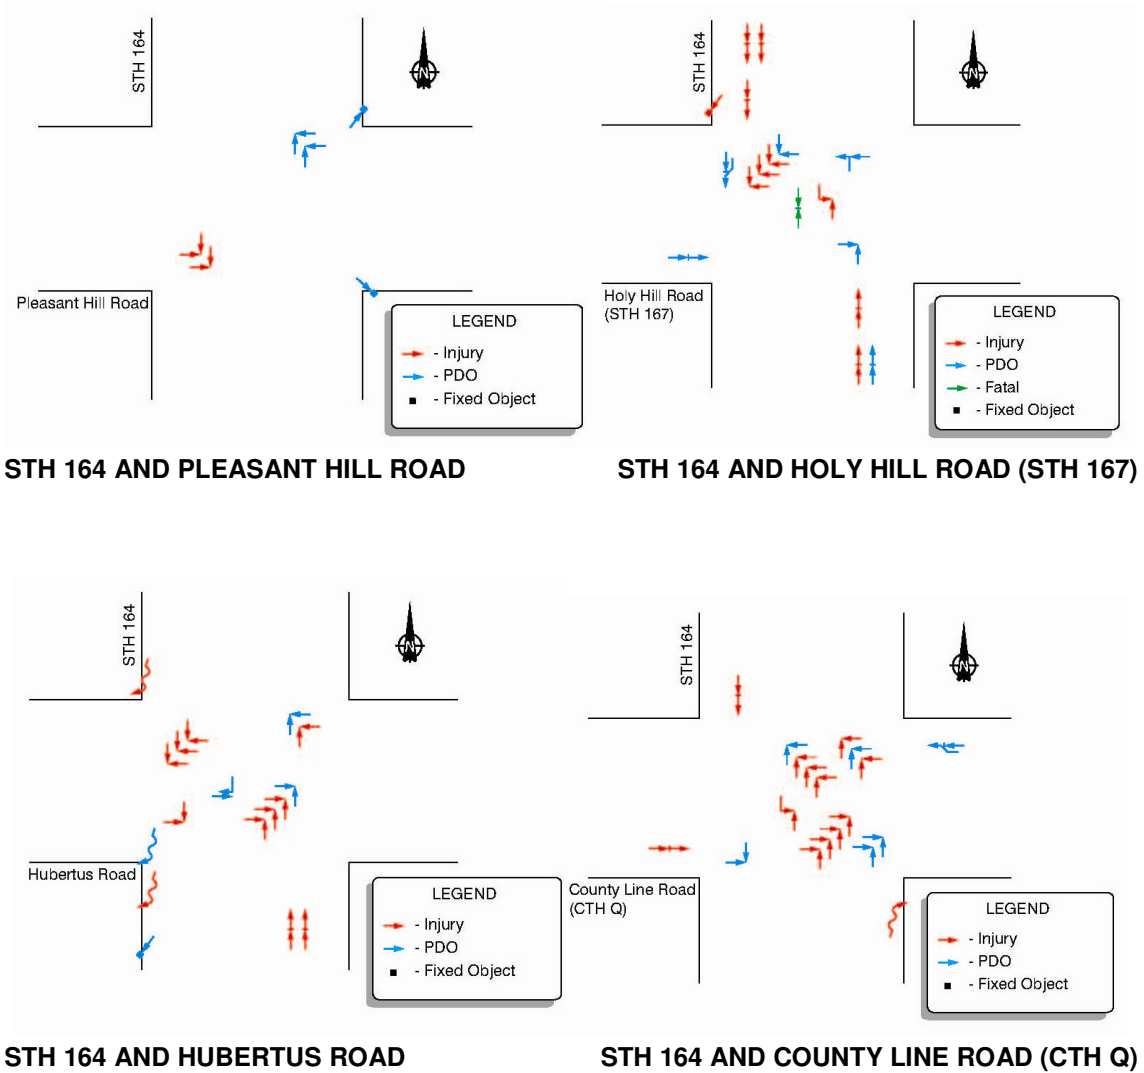 STH 164
N
Pleasant Hill Road
LEGEND
- Injury
- PDO
- Fixed Object
STH 164 AND PLEASANT HILL ROAD
STH 164
N
Holy Hill Road
(STH 167)
LEGEND
- Injury
- PDO
- Fatal
- Fixed Object
STH 164 AND HOLY HILL ROAD (STH 167)
STH 164
N
Hubertus Road
LEGEND
- Injury
- PDO
- Fixed Object
STH 164 AND HUBERTUS ROAD
STH 164
N
County Line Road
(CTH Q)
LEGEND
- Injury
- PDO
- Fixed Object
STH 164 AND COUNTY LINE ROAD (CTH Q)